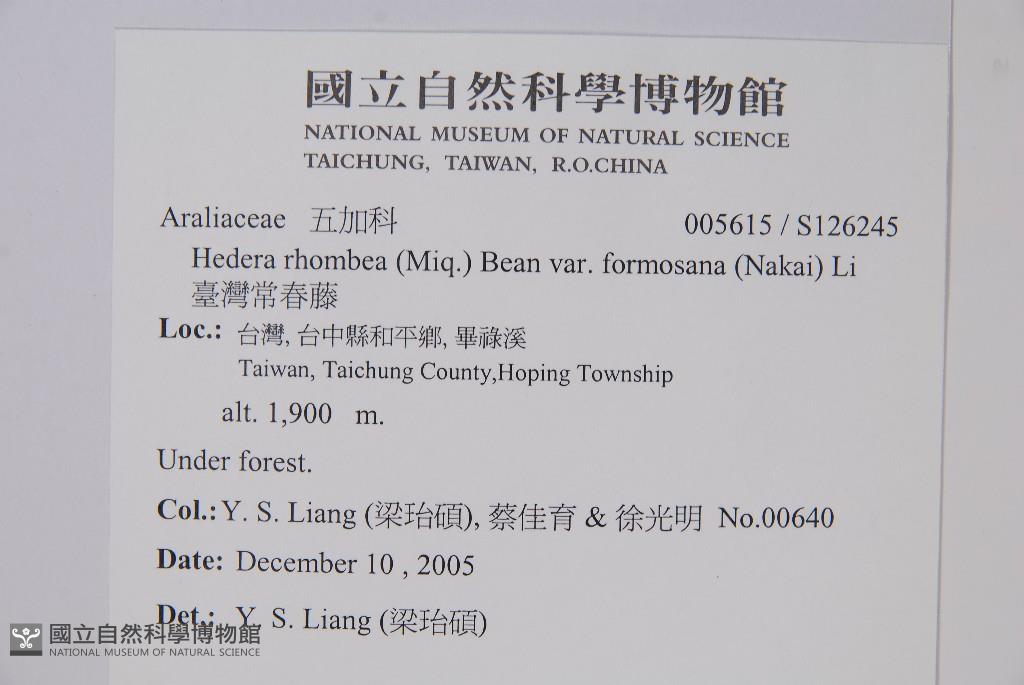 國立自然科學博物館
NATIONAL MUSEUM OF NATURAL SCIENCE
TAICHUNG, TAIWAN, R.O.CHINA
Araliaceae 五加科 005615 / S126245
Hedera rhombea (Miq.) Bean var. formosana (Nakai) Li
臺灣常春藤
Loc.: 台灣, 台中縣和平鄉, 畢祿溪
Taiwan, Taichung County,Hoping Township
alt. 1,900 m.
Under forest.
Col.: Y. S. Liang (梁珆碩), 蔡佳育 & 徐光明 No.00640
Date: December 10 , 2005
Det.: Y. S. Liang (梁珆碩)
國立自然科學博物館
NATIONAL MUSEUM OF NATURAL SCIENCE